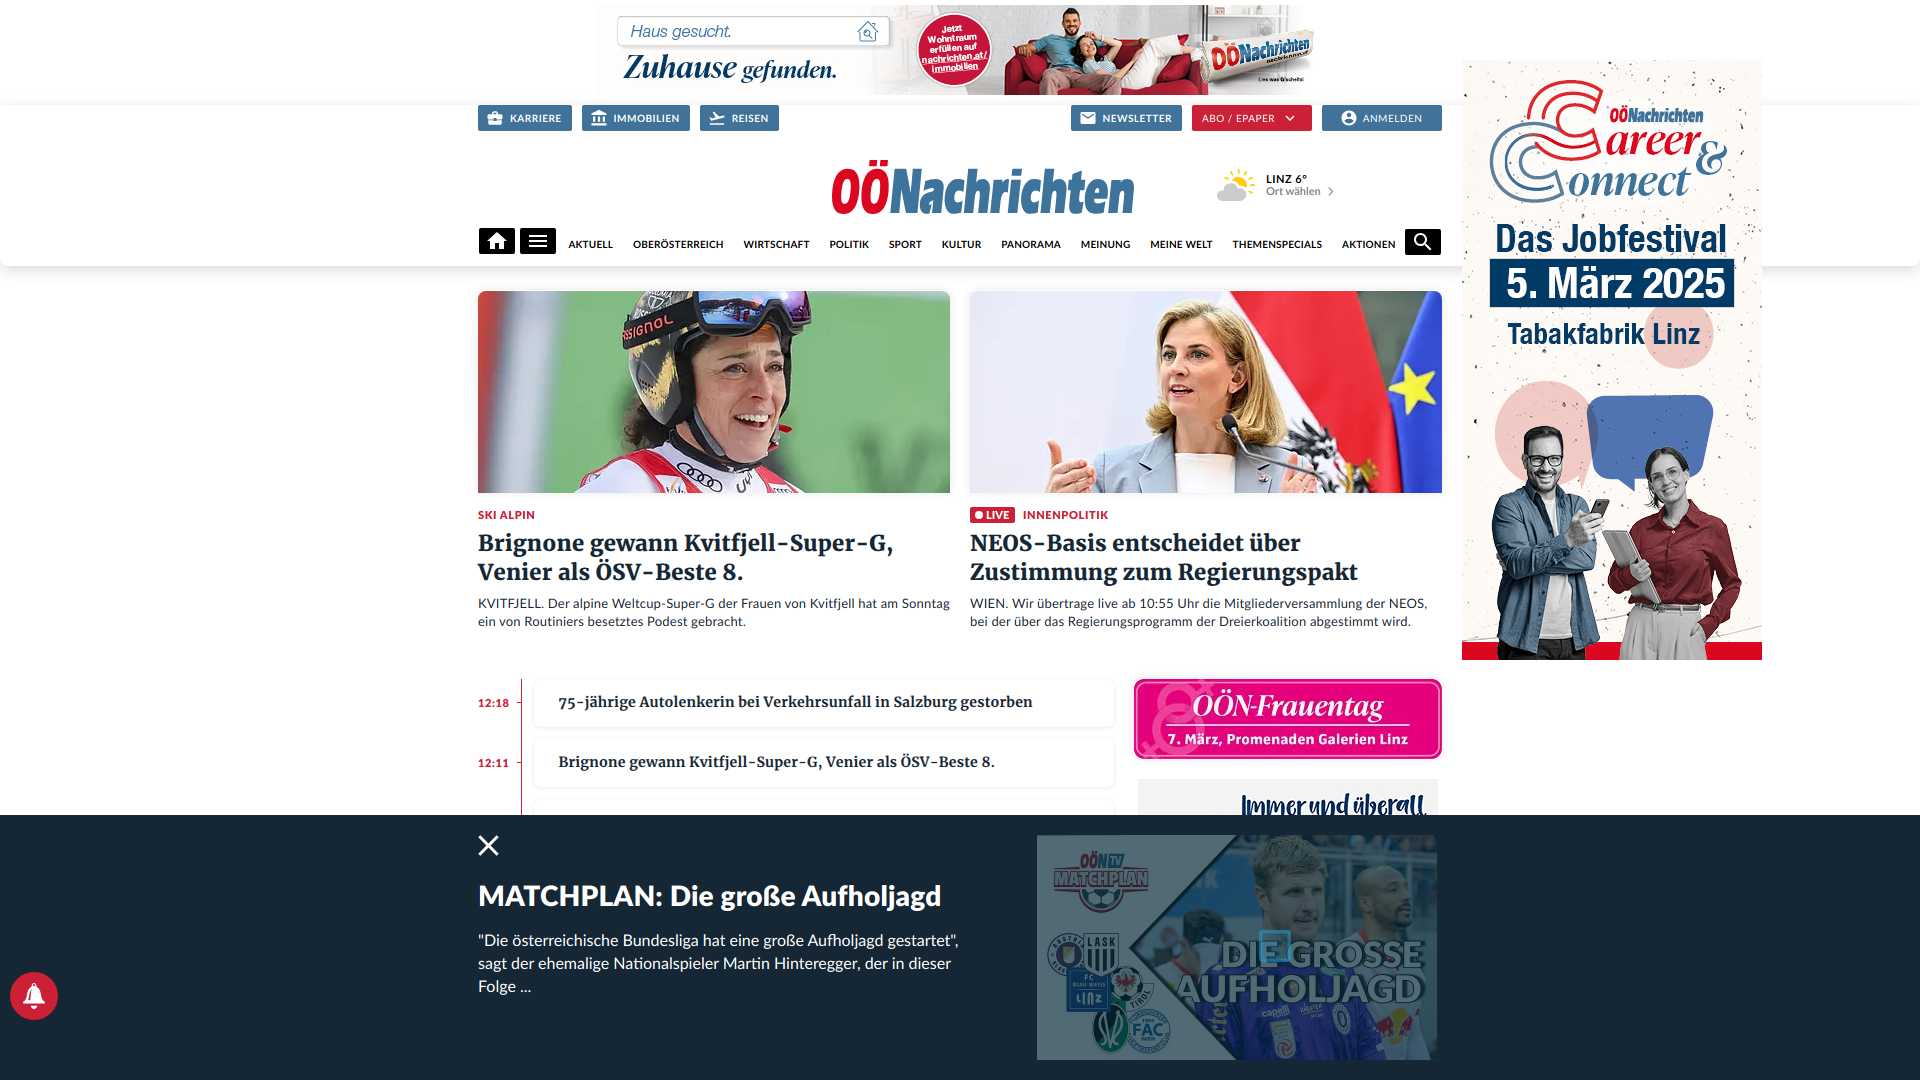 Haus gesucht.
Zuhause gefunden.
Jetzt
Wohntraum
erfüllen auf
nachrichten.at/
immobilien
OÖNachrichten
Lies was G'scheits!
KARRIERE
IMMOBILIEN
REISEN
NEWSLETTER
ABO / EPAPER
ANMELDEN
OÖNachrichten
LINZ 6°
Ort wählen
AKTUELL
OBERÖSTERREICH
WIRTSCHAFT
POLITIK
SPORT
KULTUR
PANORAMA
MEINUNG
MEINE WELT
THEMENSPECIALS
AKTIONEN
OÖNachrichten
Career &
Connect
Das Jobfestival
5. März 2025
Tabakfabrik Linz
ROSSIGNOL
SKI ALPIN
Brignone gewann Kvitfjell-Super-G,
Venier als ÖSV-Beste 8.
KVITFJELL. Der alpine Weltcup-Super-G der Frauen von Kvitfjell hat am Sonntag
ein von Routiniers besetztes Podest gebracht.
LIVE INNENPOLITIK
NEOS-Basis entscheidet über
Zustimmung zum Regierungspakt
WIEN. Wir übertrage live ab 10:55 Uhr die Mitgliederversammlung der NEOS,
bei der über das Regierungsprogramm der Dreierkoalition abgestimmt wird.
12:18
75-jährige Autolenkerin bei Verkehrsunfall in Salzburg gestorben
12:11
Brignone gewann Kvitfjell-Super-G, Venier als ÖSV-Beste 8.
OÖN-Frauentag
7. März, Promenaden Galerien Linz
Immer und überall
MATCHPLAN: Die große Aufholjagd
"Die österreichische Bundesliga hat eine große Aufholjagd gestartet",
sagt der ehemalige Nationalspieler Martin Hinteregger, der in dieser
Folge ...
OÖN TV
MATCHPLAN
LASK
FC
BLAU WEISS
LINZ
TIROL
SV
FAC
WIEN
DIE GROSSE
AUFHOLJAGD
capelli